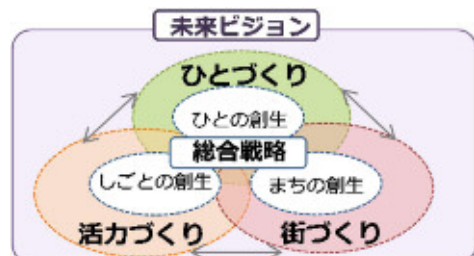 未来ビジョン
ひとづくり
ひとの創生
総合戦略
しごとの創生
まちの創生
活力づくり
街づくり